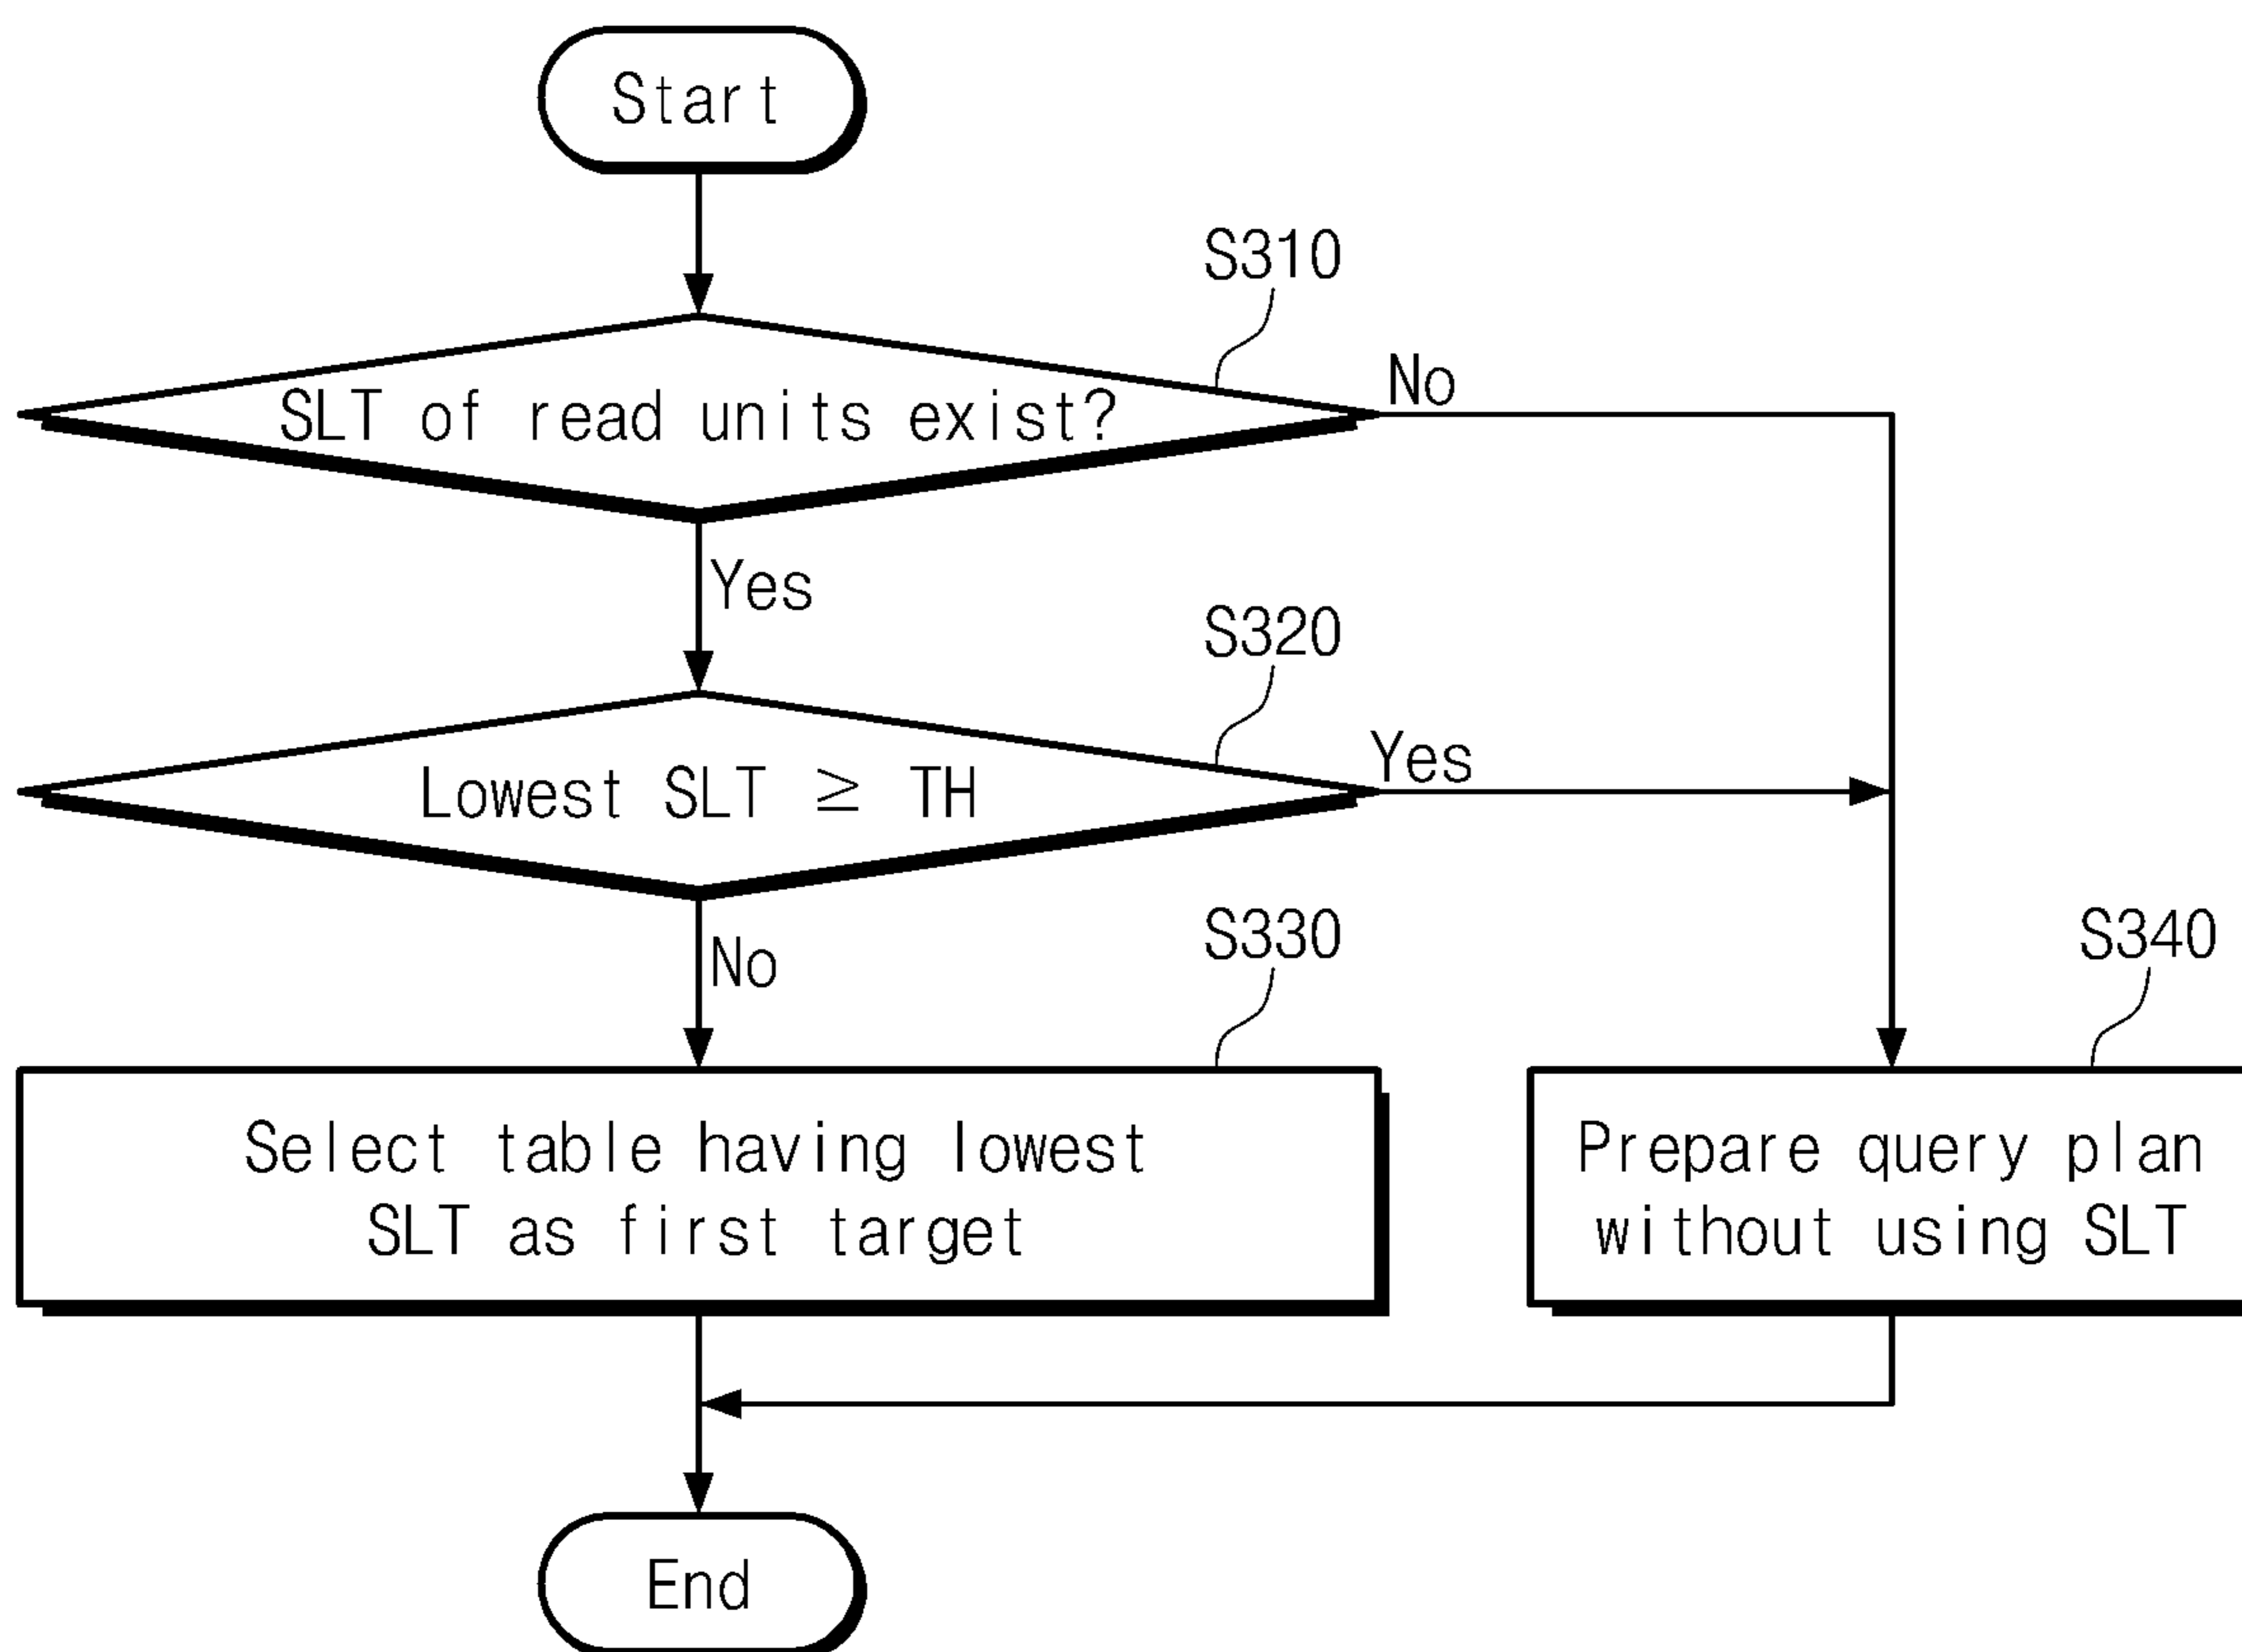 Start
S310
SLT of read units exist?
No
Yes
S320
Lowest SLT ≥ TH
Yes
No
S330
S340
Select table having lowest
SLT as first target
Prepare query plan
without using SLT
End